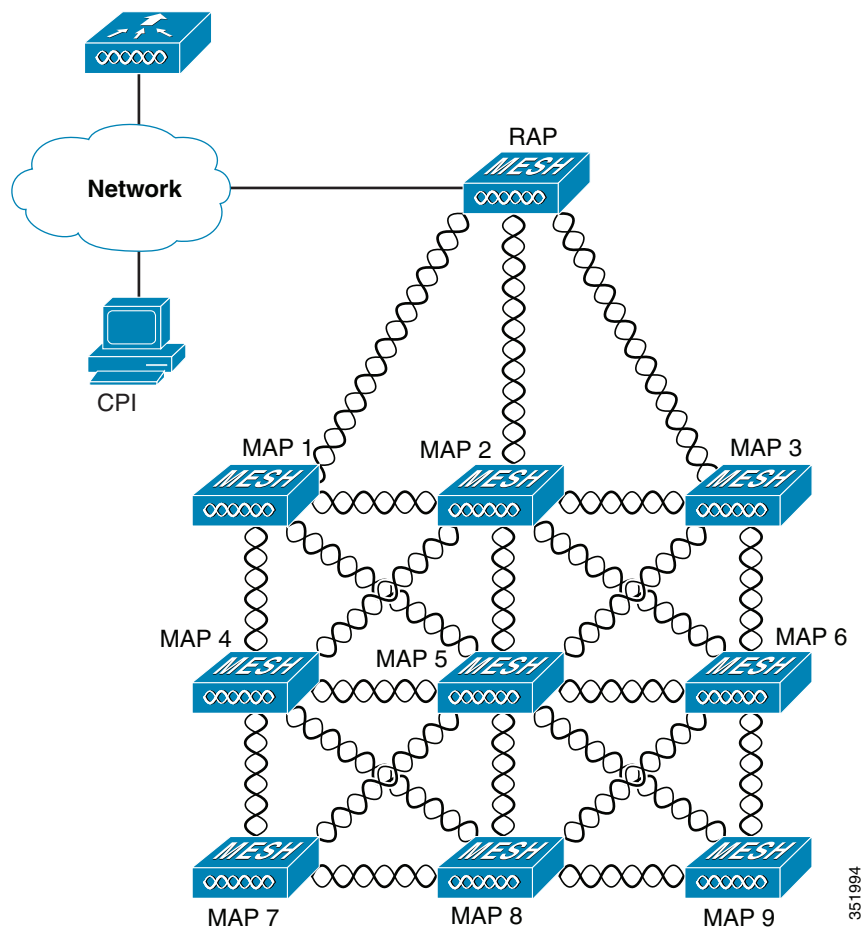 RAP
MESH
Network
CPI
MAP 1
MAP 2
MAP 3
MESH
MESH
MESH
MAP 4
MAP 5
MAP 6
MESH
MESH
MESH
MESH
MESH
MESH
MAP 7
MAP 8
MAP 9
351994